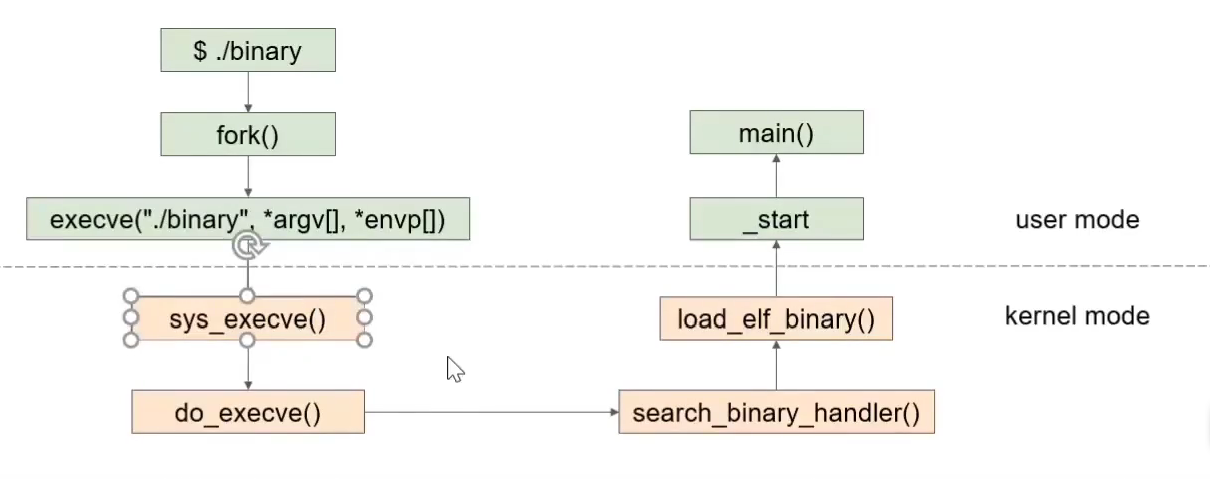 $ ./binary
fork()
execve("./binary", *argv[], *envp[])
sys_execve()
do_execve()
search_binary_handler()
load_elf_binary()
_start
main()
user mode
kernel mode